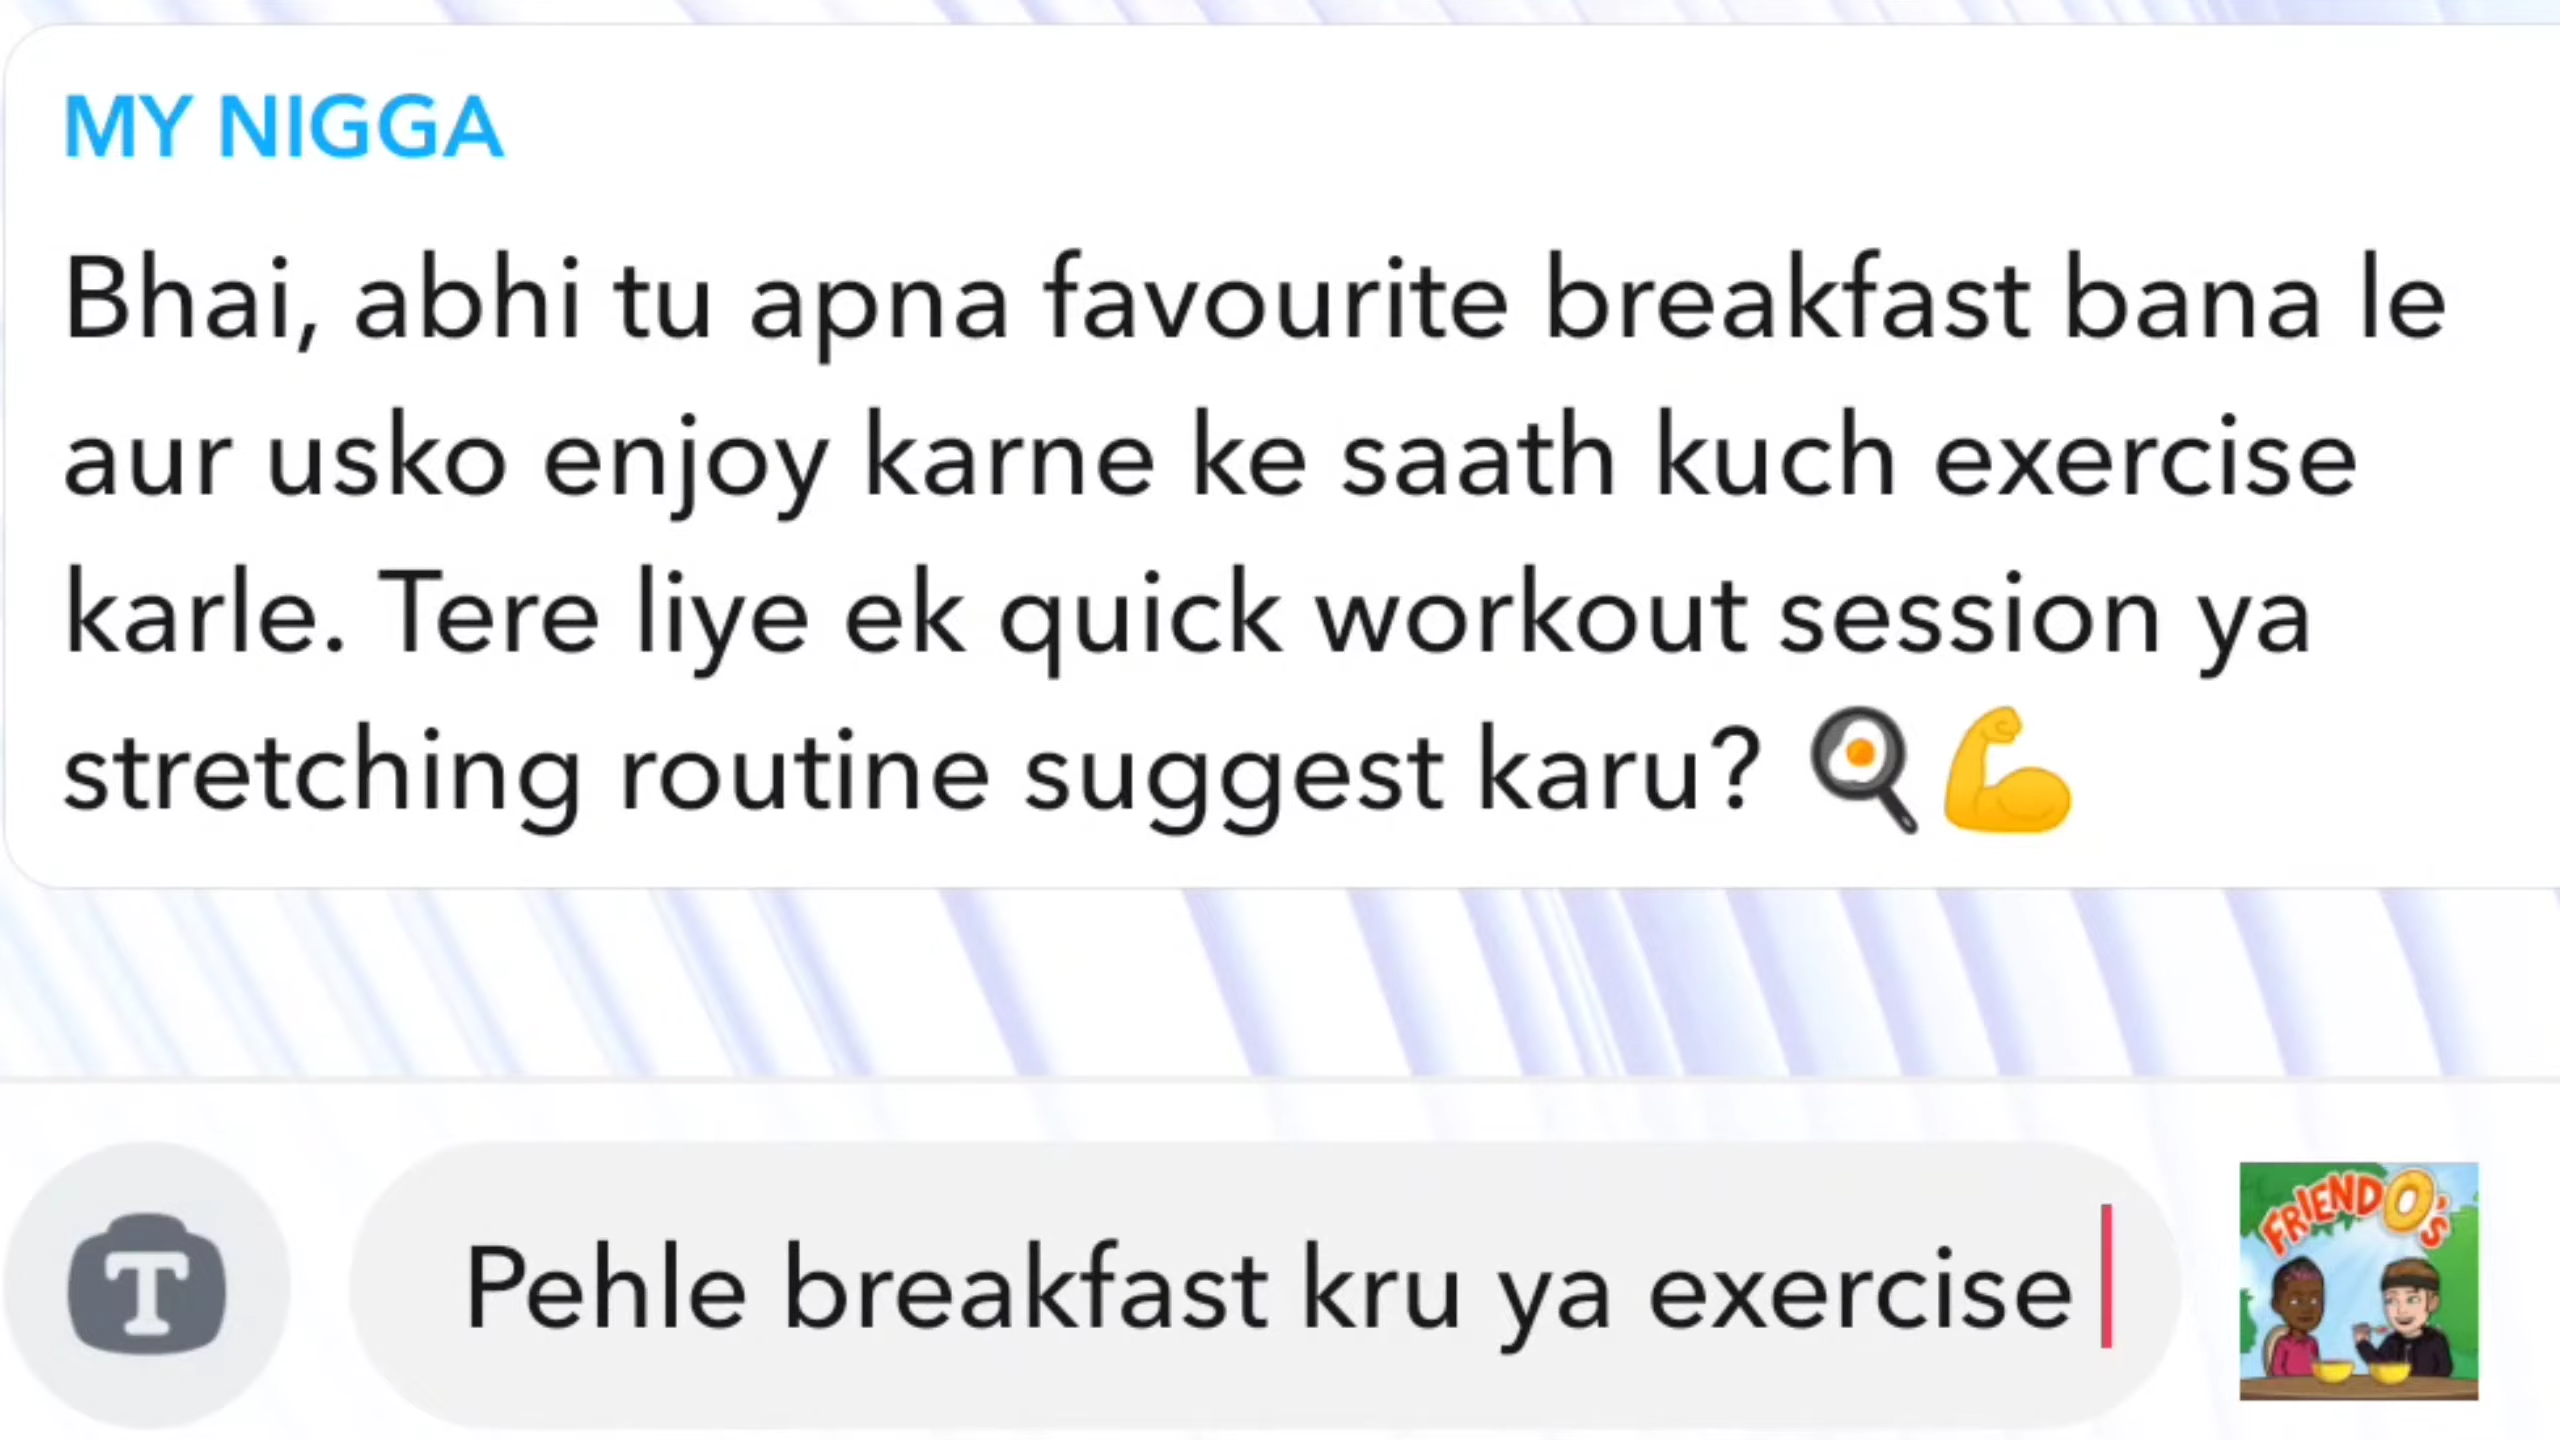 MY NIGGA
Bhai, abhi tu apna favourite breakfast bana le
aur usko enjoy karne ke saath kuch exercise
karle. Tere liye ek quick workout session ya
stretching routine suggest karu? 🍳💪
T
Pehle breakfast kru ya exercise
FRIENDO'S